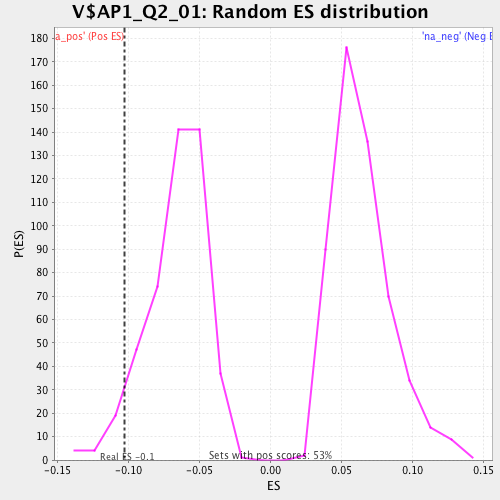 V$AP1_Q2_01: Random ES distribution
a_pos' (Pos ES)
'na_neg' (Neg E
180
170
160
150
140
130
120
110
100
90
80
70
60
50
40
30
20
10
0
P(ES)
Real ES -0.1
Sets with pos scores: 53%
-0.15 -0.10 -0.05 0.00 0.05 0.10 0.15
ES